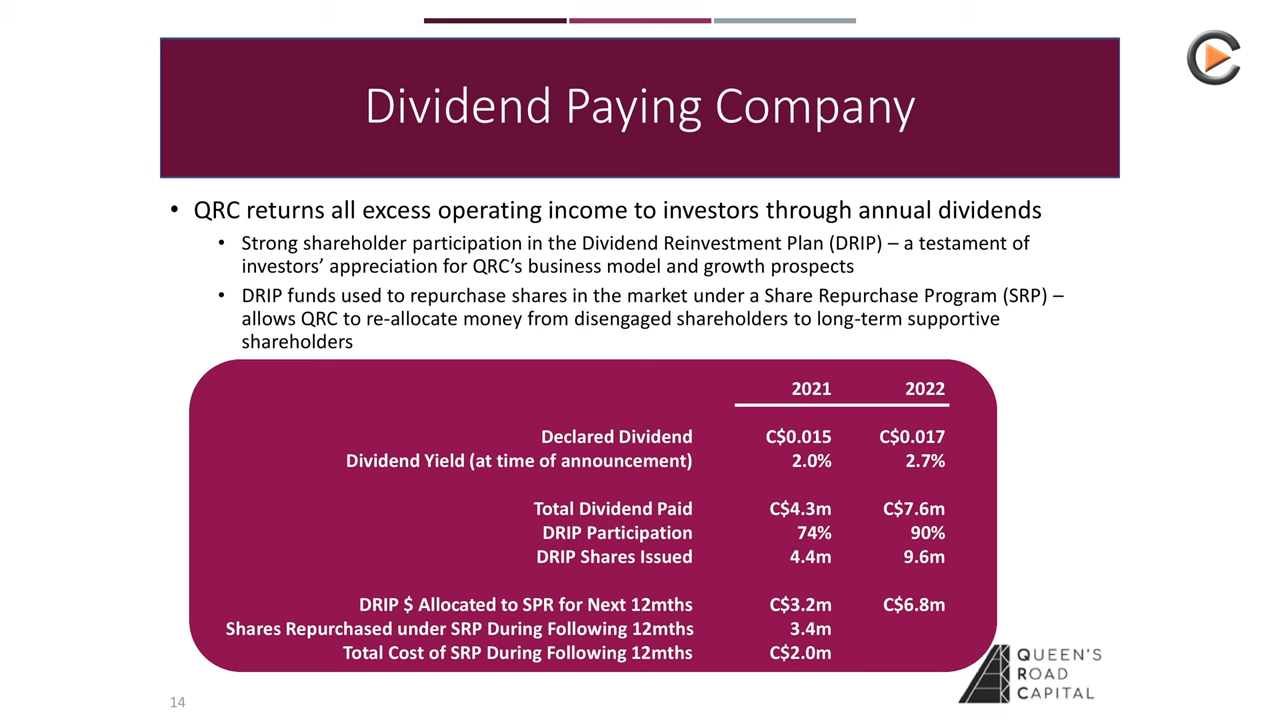 Dividend Paying Company
• QRC returns all excess operating income to investors through annual dividends
• Strong shareholder participation in the Dividend Reinvestment Plan (DRIP) – a testament of
investors’ appreciation for QRC’s business model and growth prospects
• DRIP funds used to repurchase shares in the market under a Share Repurchase Program (SRP) –
allows QRC to re-allocate money from disengaged shareholders to long-term supportive
shareholders
2021 2022
Declared Dividend C$0.015 C$0.017
Dividend Yield (at time of announcement) 2.0% 2.7%
Total Dividend Paid C$4.3m C$7.6m
DRIP Participation 74% 90%
DRIP Shares Issued 4.4m 9.6m
DRIP $ Allocated to SPR for Next 12mths C$3.2m C$6.8m
Shares Repurchased under SRP During Following 12mths 3.4m
Total Cost of SRP During Following 12mths C$2.0m
QUEEN’S
ROAD
CAPITAL
14